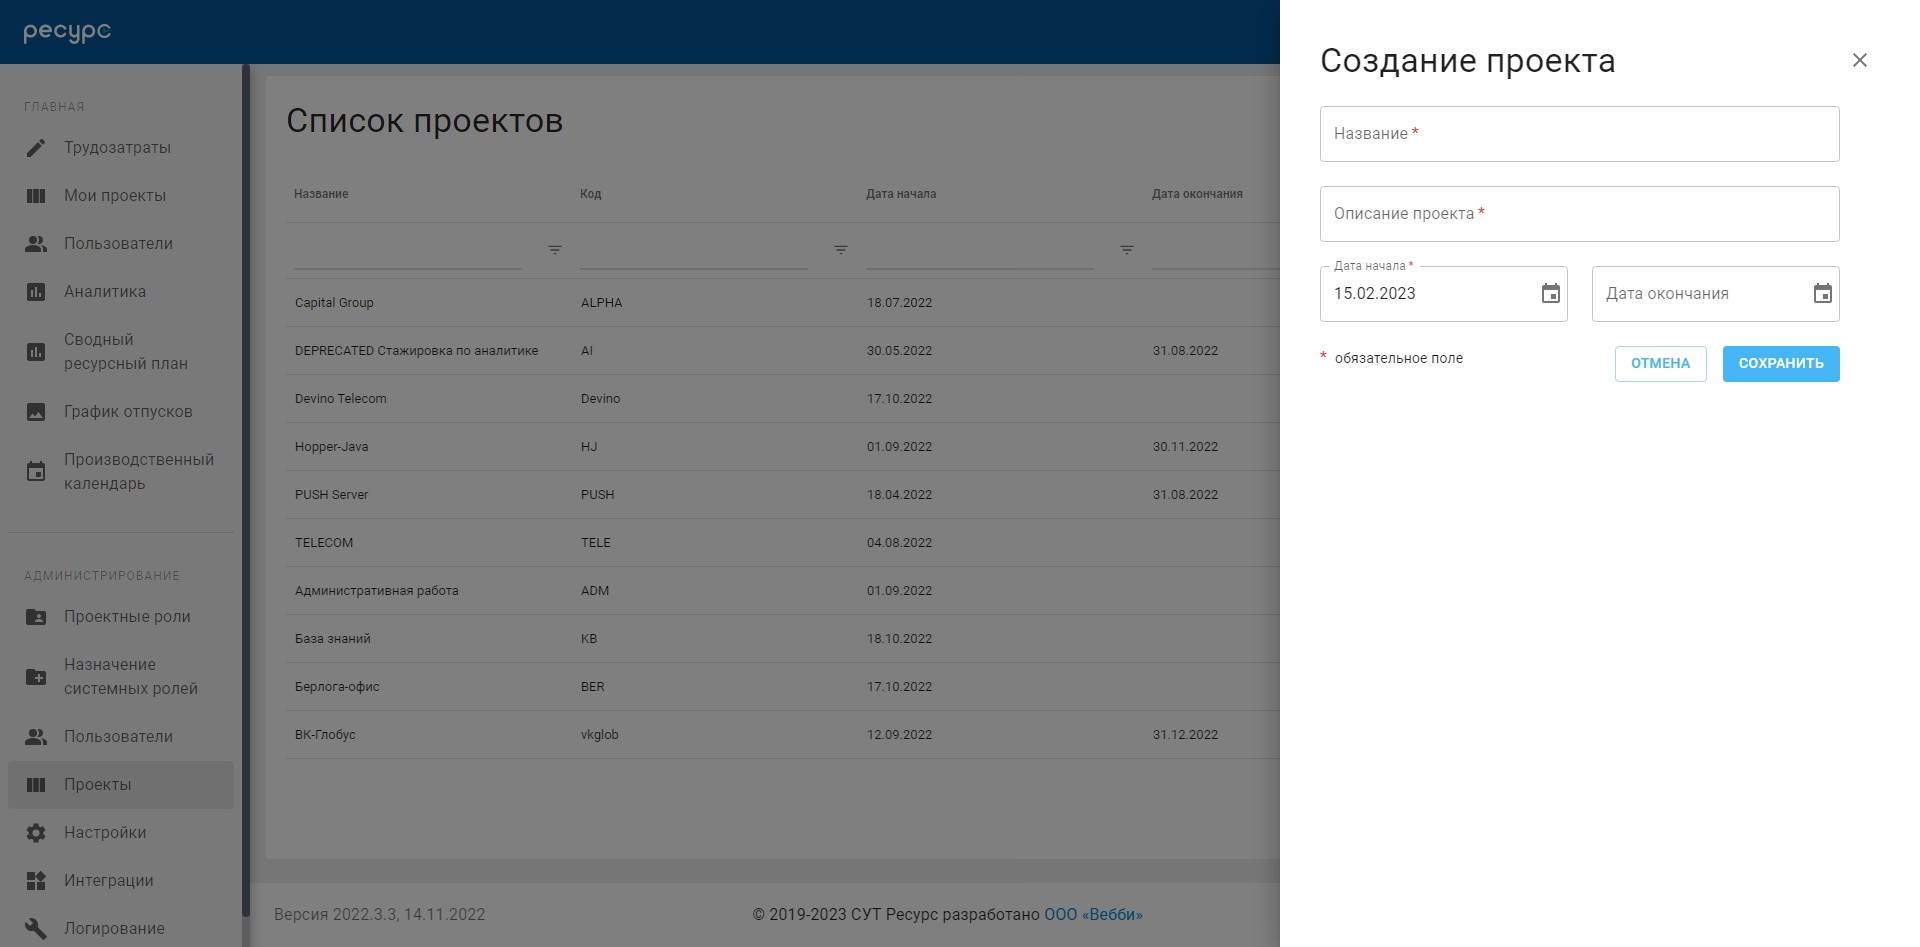 ресурс
ГЛАВНАЯ
Трудозатраты
Мои проекты
Пользователи
Аналитика
Сводный
ресурсный план
График отпусков
Производственный
календарь
АДМИНИСТРИРОВАНИЕ
Проектные роли
Назначение
системных ролей
Пользователи
Проекты
Настройки
Интеграции
Логирование
Список проектов
Название Код Дата начала Дата окончания
Capital Group ALPHA 18.07.2022
DEPRECATED Стажировка по аналитике AI 30.05.2022 31.08.2022
Devino Telecom Devino 17.10.2022
Hopper-Java HJ 01.09.2022 30.11.2022
PUSH Server PUSH 18.04.2022 31.08.2022
TELECOM TELE 04.08.2022
Административная работа ADM 01.09.2022
База знаний KB 18.10.2022
Берлога-офис BER 17.10.2022
ВК-Глобус vkglob 12.09.2022 31.12.2022
Версия 2022.3.3, 14.11.2022
© 2019-2023 СУТ Ресурс разработано ООО «Вебби»
Создание проекта
Название *
Описание проекта *
Дата начала *
15.02.2023
Дата окончания
* обязательное поле
ОТМЕНА
СОХРАНИТЬ